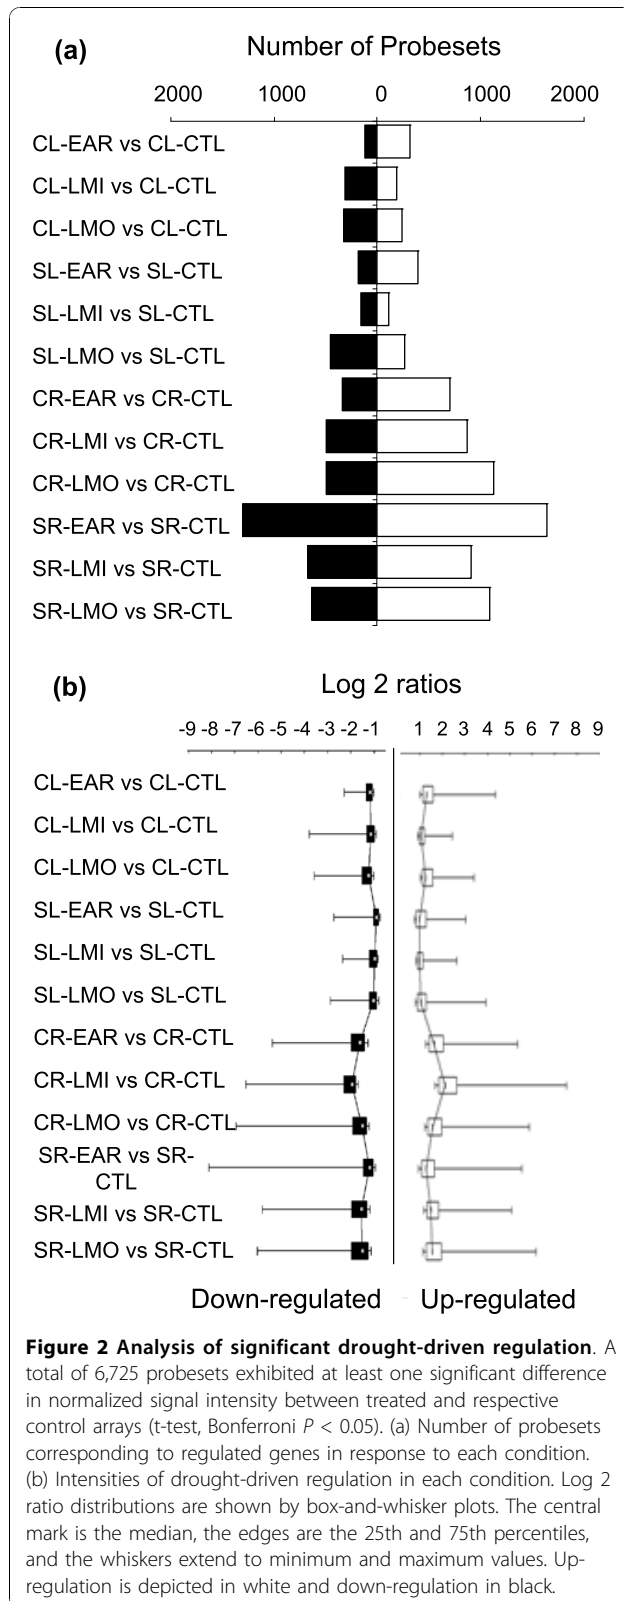 (a)
Number of Probesets
2000 1000 0 1000 2000
CL-EAR vs CL-CTL
CL-LMI vs CL-CTL
CL-LMO vs CL-CTL
SL-EAR vs SL-CTL
SL-LMI vs SL-CTL
SL-LMO vs SL-CTL
CR-EAR vs CR-CTL
CR-LMI vs CR-CTL
CR-LMO vs CR-CTL
SR-EAR vs SR-CTL
SR-LMI vs SR-CTL
SR-LMO vs SR-CTL
(b)
Log 2 ratios
-9 -8 -7 -6 -5 -4 -3 -2 -1 1 2 3 4 5 6 7 8 9
CL-EAR vs CL-CTL
CL-LMI vs CL-CTL
CL-LMO vs CL-CTL
SL-EAR vs SL-CTL
SL-LMI vs SL-CTL
SL-LMO vs SL-CTL
CR-EAR vs CR-CTL
CR-LMI vs CR-CTL
CR-LMO vs CR-CTL
SR-EAR vs SR-
CTL
SR-LMI vs SR-CTL
SR-LMO vs SR-CTL
Down-regulated Up-regulated
Figure 2 Analysis of significant drought-driven regulation. A
total of 6,725 probesets exhibited at least one significant difference
in normalized signal intensity between treated and respective
control arrays (t-test, Bonferroni P < 0.05). (a) Number of probesets
corresponding to regulated genes in response to each condition.
(b) Intensities of drought-driven regulation in each condition. Log 2
ratio distributions are shown by box-and-whisker plots. The central
mark is the median, the edges are the 25th and 75th percentiles,
and the whiskers extend to minimum and maximum values. Up-
regulation is depicted in white and down-regulation in black.